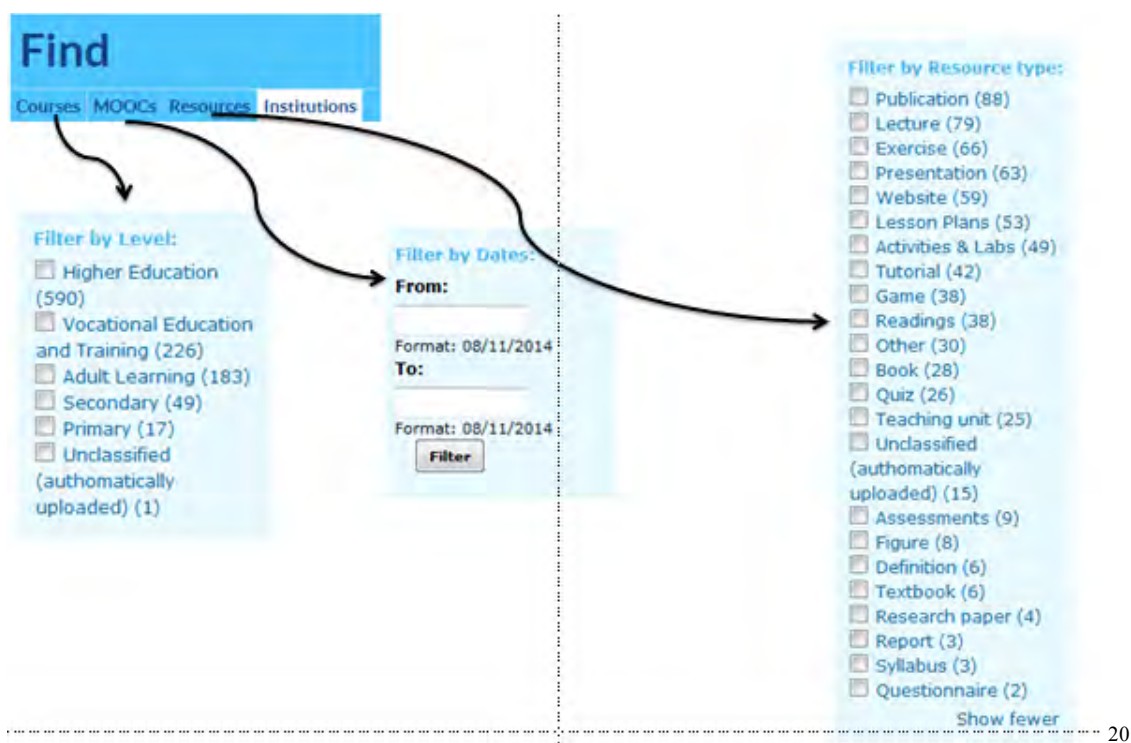 Find
Courses MOOCs Resources Institutions
Filter by Level:
Higher Education
(590)
Vocational Education
and Training (226)
Adult Learning (183)
Secondary (49)
Primary (17)
Unclassified
(authomatically
uploaded) (1)
Filter by Dates:
From:
Format: 08/11/2014
To:
Format: 08/11/2014
Filter
Filter by Resource type:
Publication (88)
Lecture (79)
Exercise (66)
Presentation (63)
Website (59)
Lesson Plans (53)
Activities & Labs (49)
Tutorial (42)
Game (38)
Readings (38)
Other (30)
Book (28)
Quiz (26)
Teaching unit (25)
Unclassified
(authomatically
uploaded) (15)
Assessments (9)
Figure (8)
Definition (6)
Textbook (6)
Research paper (4)
Report (3)
Syllabus (3)
Questionnaire (2)
Show fewer
20